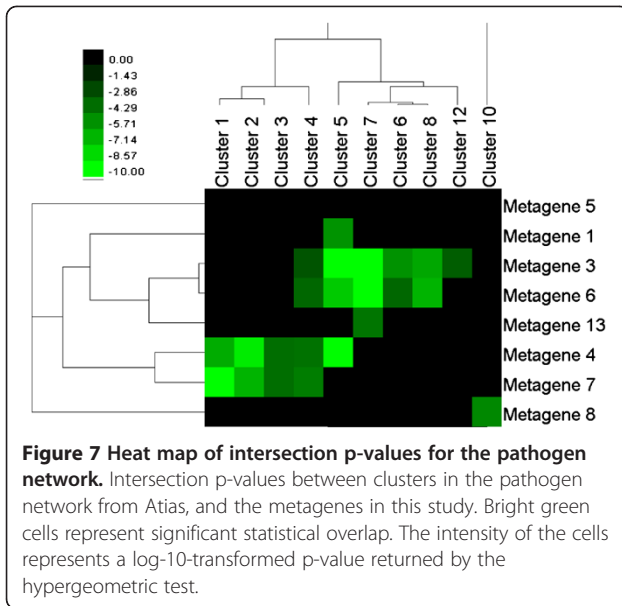 0.00
-1.43
-2.86
-4.29
-5.71
-7.14
-8.57
-10.00
Cluster 1
Cluster 2
Cluster 3
Cluster 4
Cluster 5
Cluster 7
Cluster 6
Cluster 8
Cluster 12
Cluster 10
Metagene 5
Metagene 1
Metagene 3
Metagene 6
Metagene 13
Metagene 4
Metagene 7
Metagene 8
Figure 7 Heat map of intersection p-values for the pathogen
network. Intersection p-values between clusters in the pathogen
network from Atias, and the metagenes in this study. Bright green
cells represent significant statistical overlap. The intensity of the cells
represents a log-10-transformed p-value returned by the
hypergeometric test.